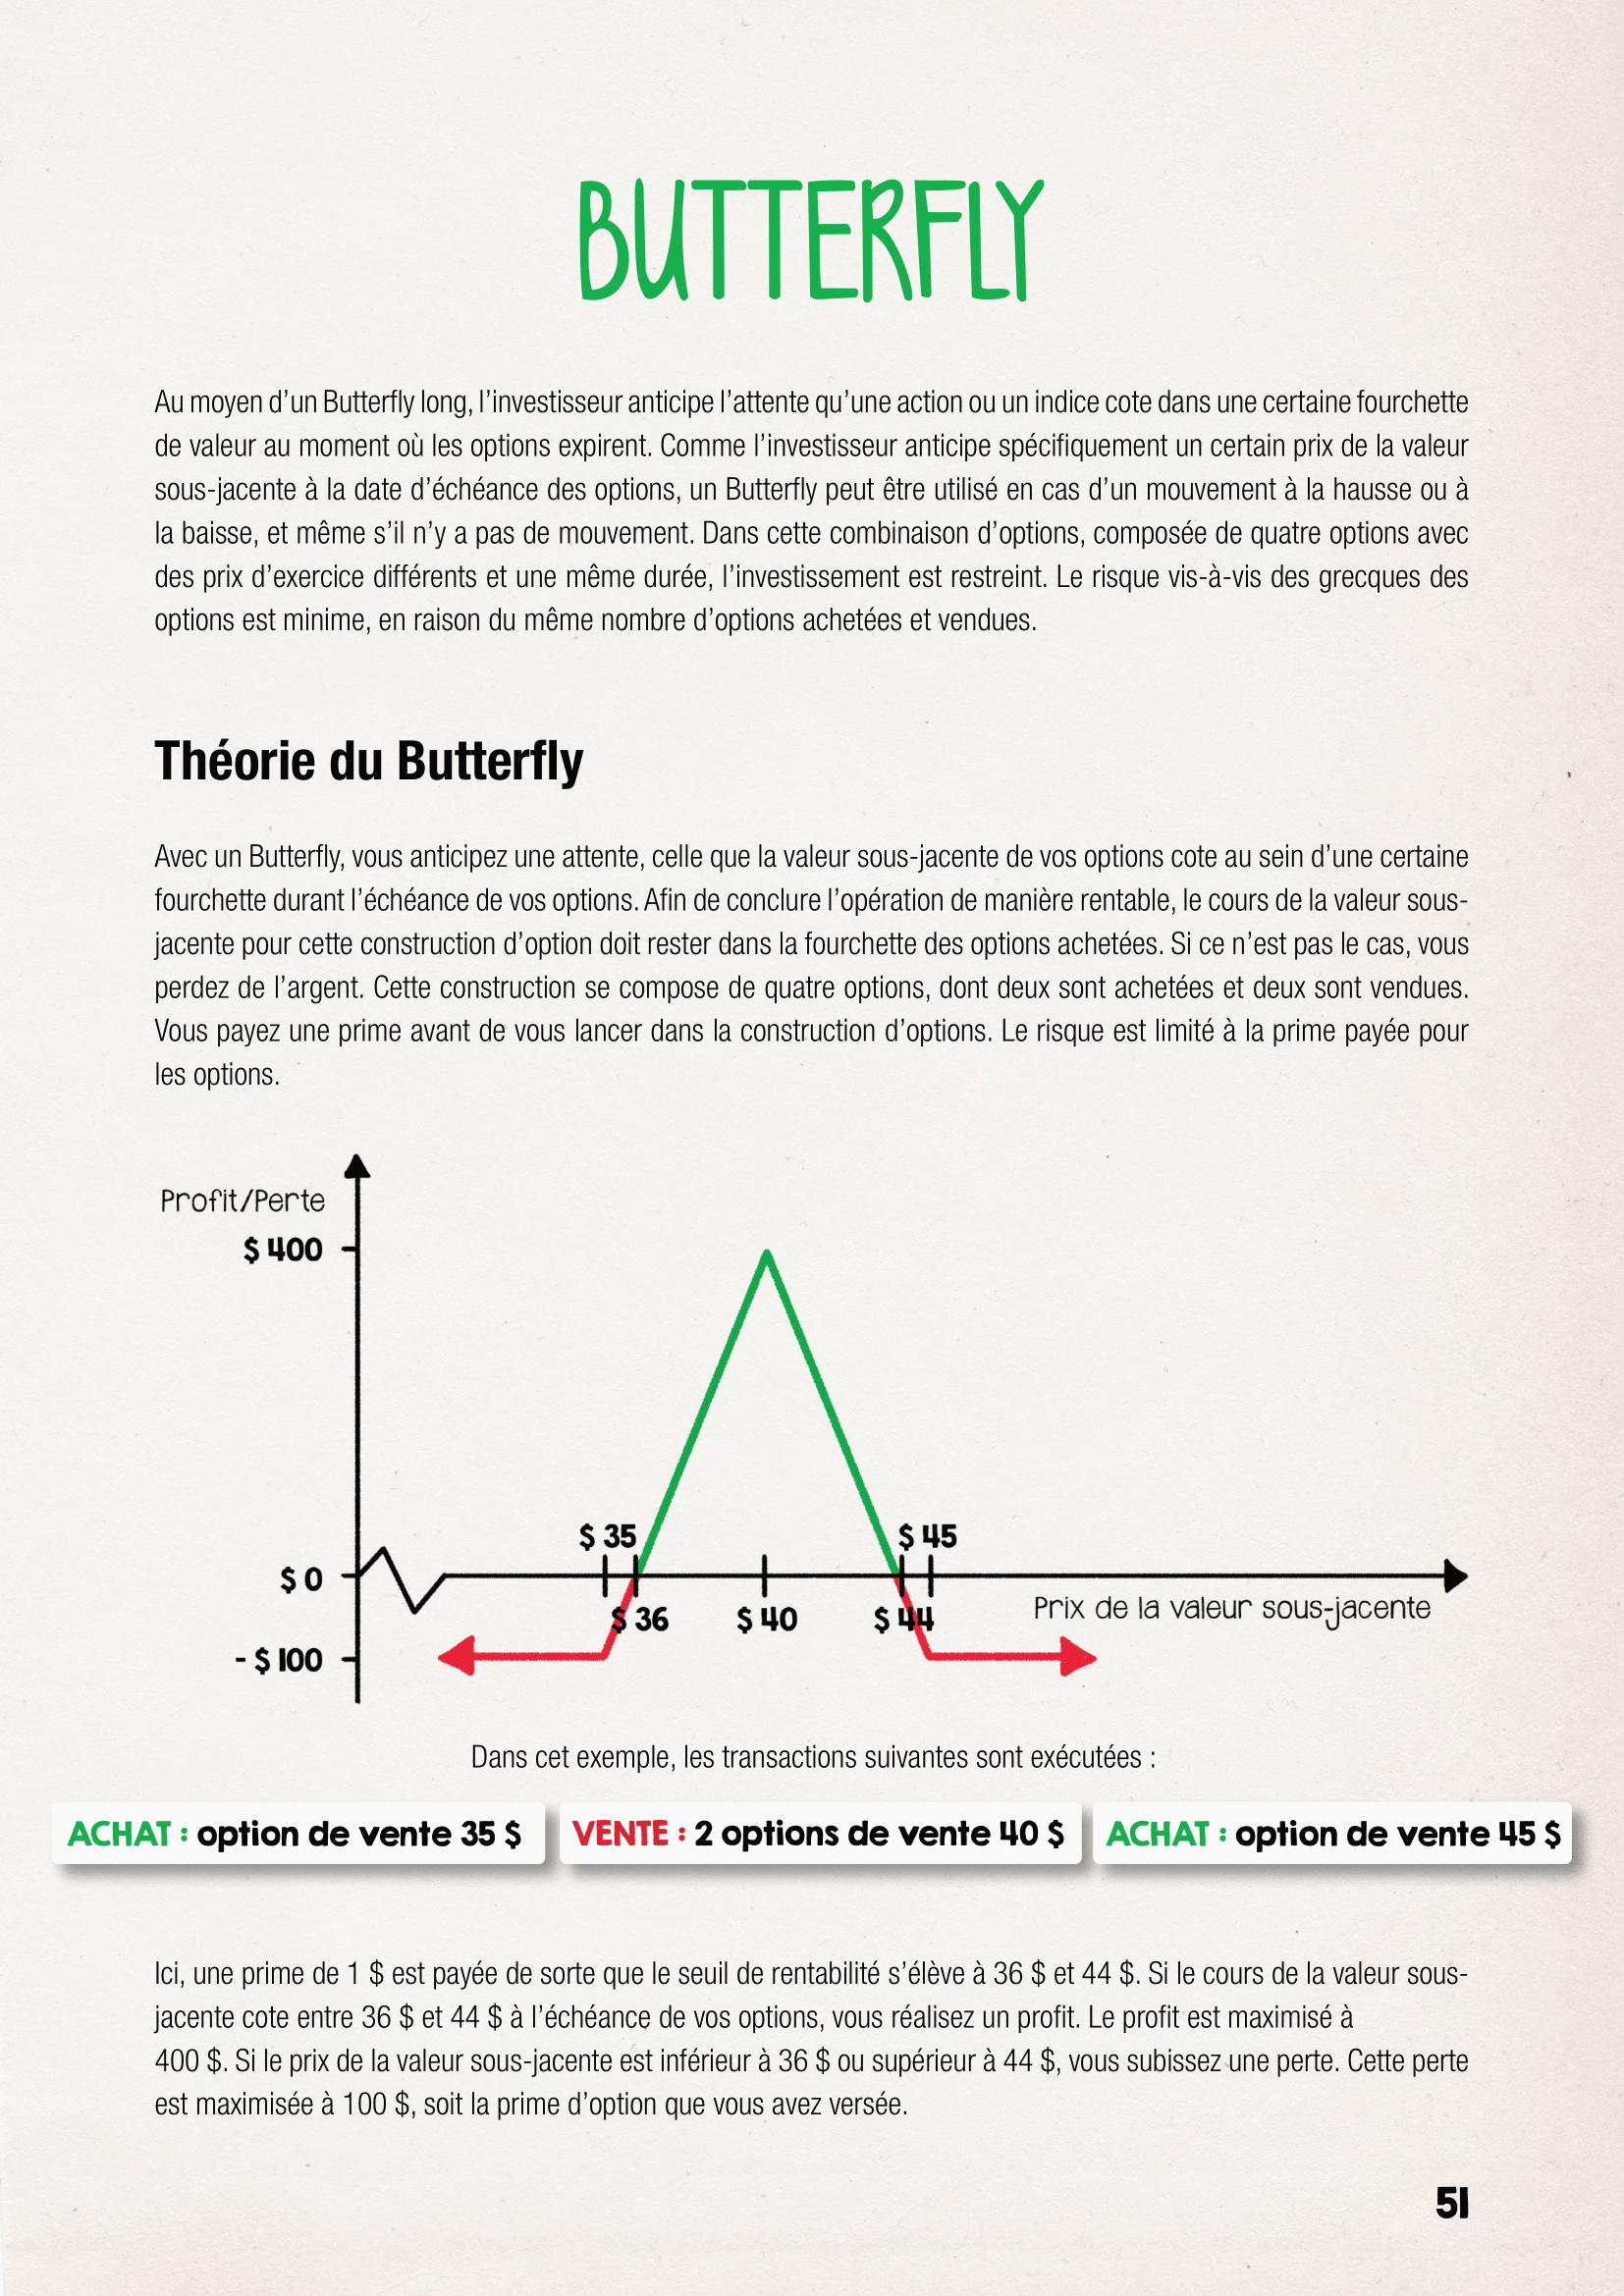 BUTTERFLY
Au moyen d’un Butterfly long, l’investisseur anticipe l’attente qu’une action ou un indice cote dans une certaine fourchette
de valeur au moment où les options expirent. Comme l’investisseur anticipe spécifiquement un certain prix de la valeur
sous-jacente à la date d’échéance des options, un Butterfly peut être utilisé en cas d’un mouvement à la hausse ou à
la baisse, et même s’il n’y a pas de mouvement. Dans cette combinaison d’options, composée de quatre options avec
des prix d’exercice différents et une même durée, l’investissement est restreint. Le risque vis-à-vis des grecques des
options est minime, en raison du même nombre d’options achetées et vendues.
Théorie du Butterfly
Avec un Butterfly, vous anticipez une attente, celle que la valeur sous-jacente de vos options cote au sein d’une certaine
fourchette durant l’échéance de vos options. Afin de conclure l’opération de manière rentable, le cours de la valeur sous-
jacente pour cette construction d’option doit rester dans la fourchette des options achetées. Si ce n’est pas le cas, vous
perdez de l’argent. Cette construction se compose de quatre options, dont deux sont achetées et deux sont vendues.
Vous payez une prime avant de vous lancer dans la construction d’options. Le risque est limité à la prime payée pour
les options.
Profit/Perte
$ 400
$ 35 $ 45
$ 0
$ 36 $ 40 $ 44 Prix de la valeur sous-jacente
- $ 100
Dans cet exemple, les transactions suivantes sont exécutées :
ACHAT : option de vente 35 $ VENTE : 2 options de vente 40 $ ACHAT : option de vente 45 $
Ici, une prime de 1 $ est payée de sorte que le seuil de rentabilité s’élève à 36 $ et 44 $. Si le cours de la valeur sous-
jacente cote entre 36 $ et 44 $ à l’échéance de vos options, vous réalisez un profit. Le profit est maximisé à
400 $. Si le prix de la valeur sous-jacente est inférieur à 36 $ ou supérieur à 44 $, vous subissez une perte. Cette perte
est maximisée à 100 $, soit la prime d’option que vous avez versée.
51